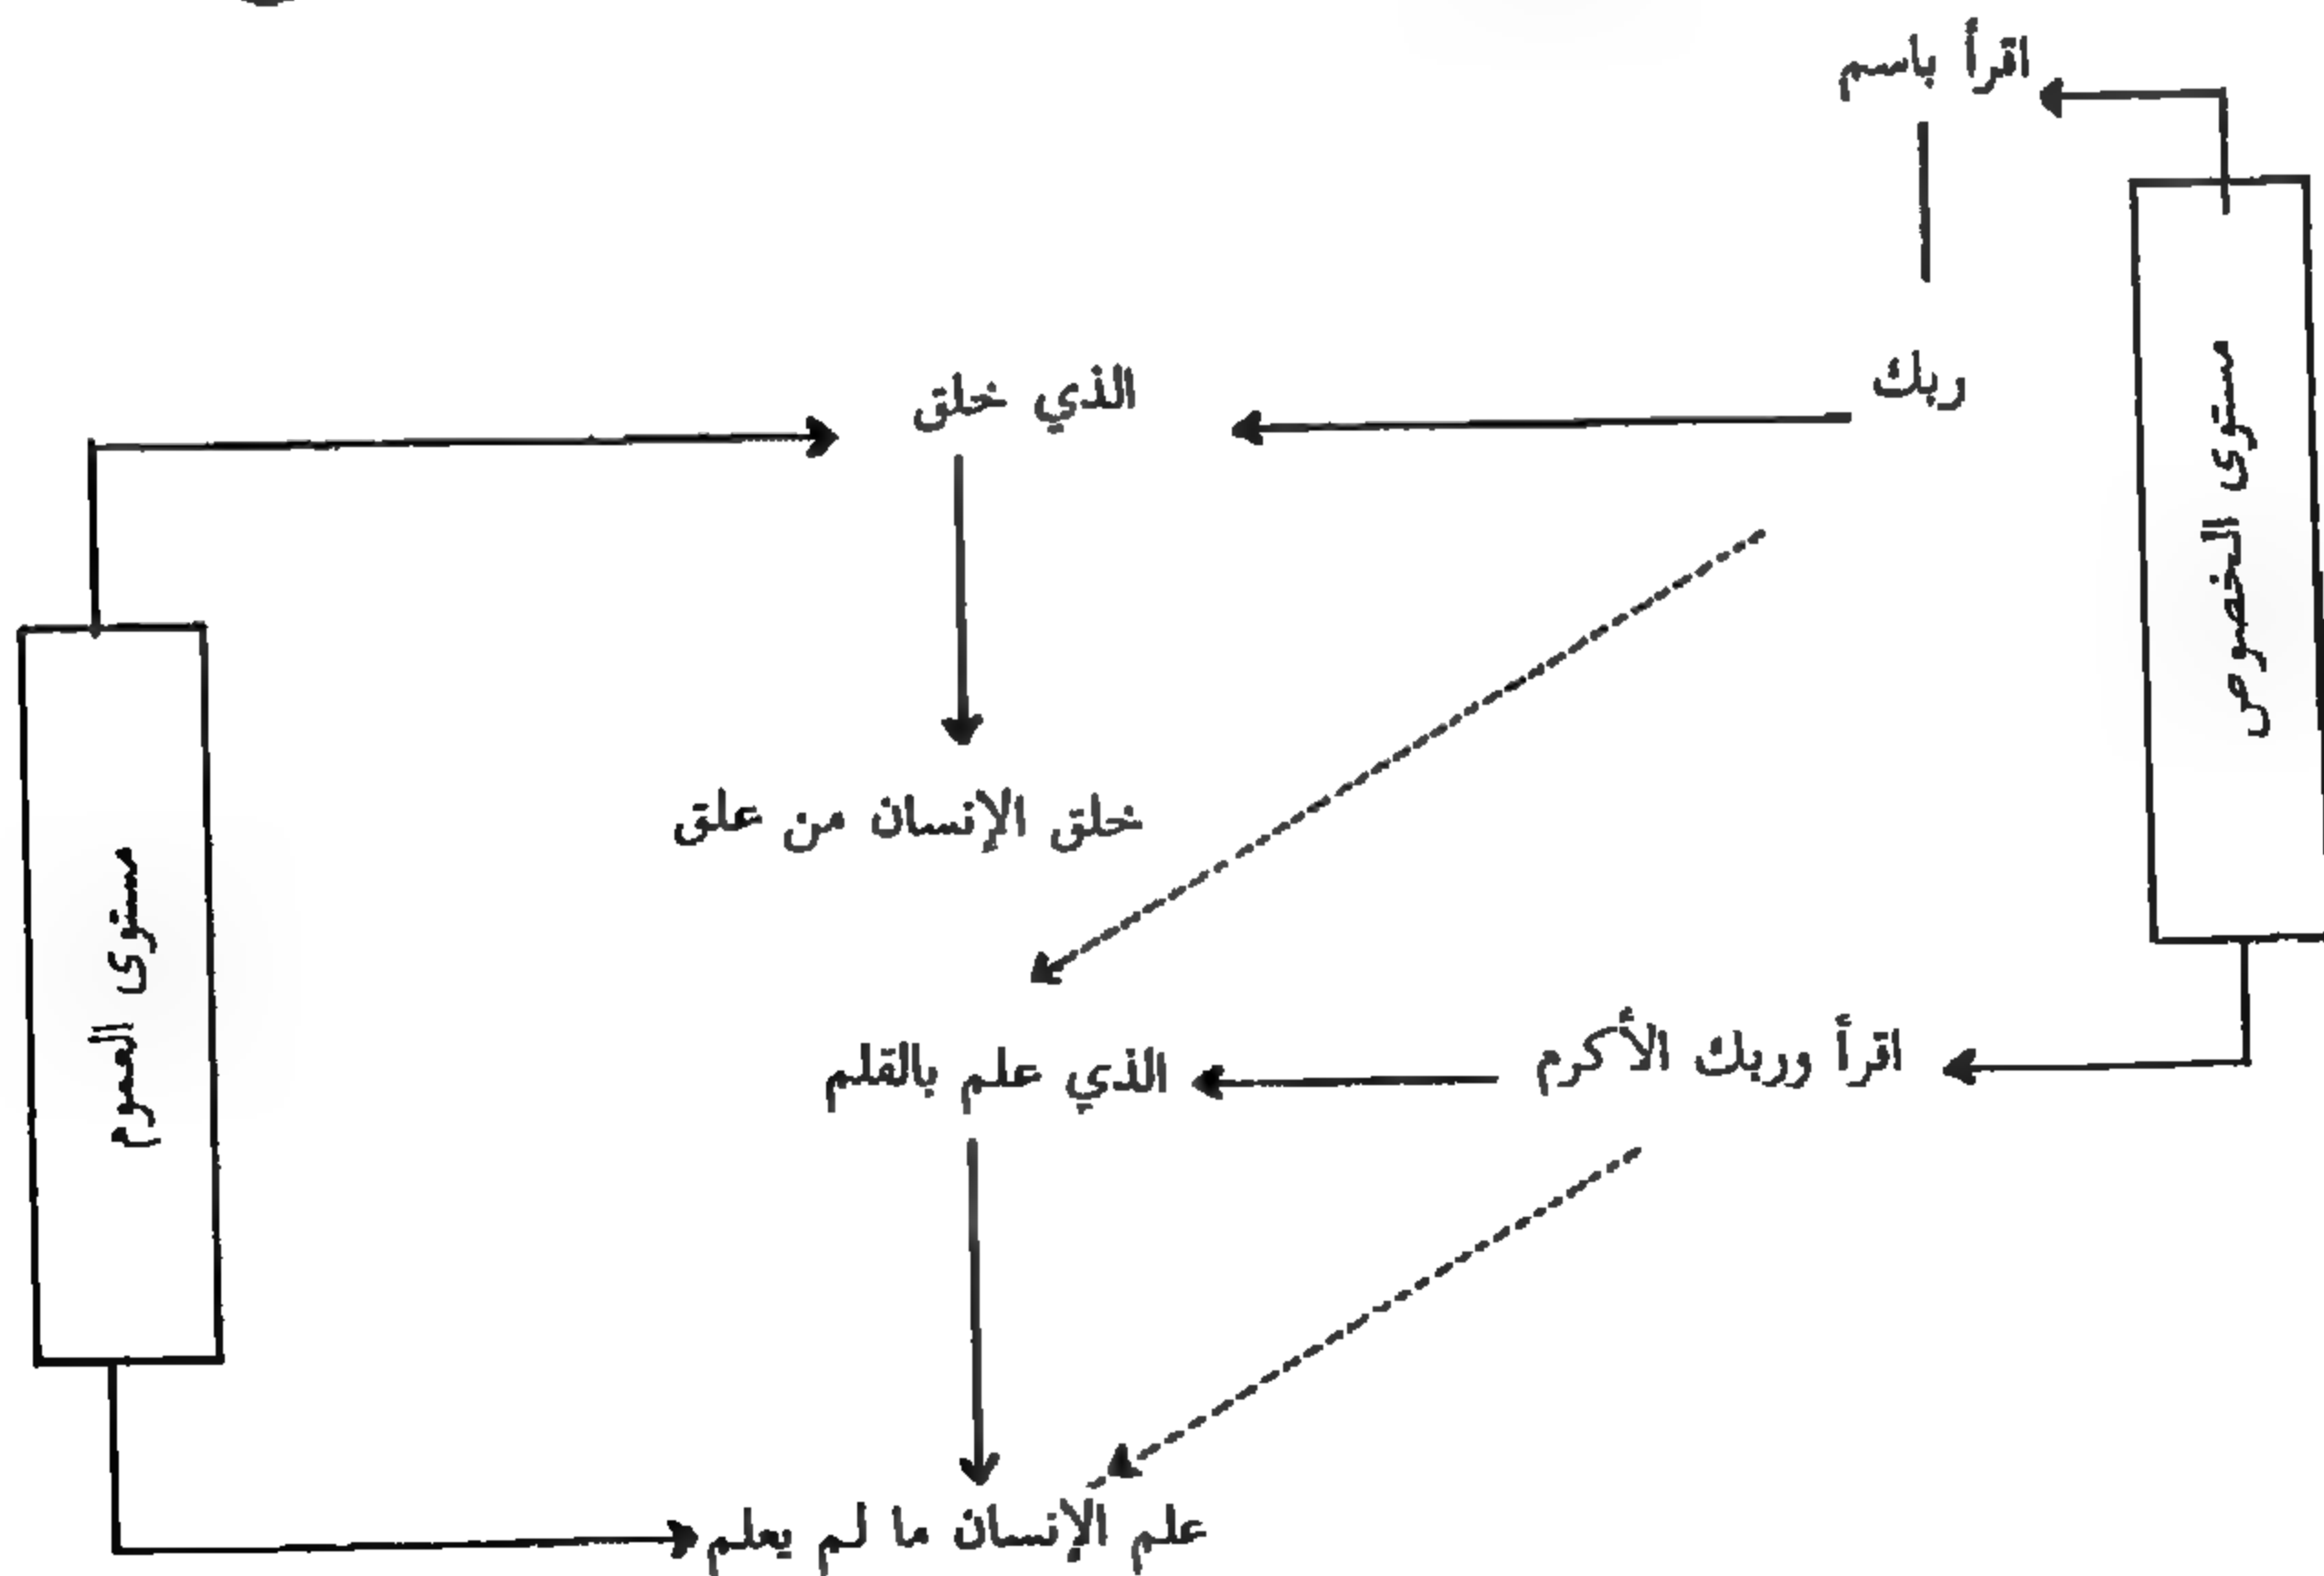 اقرأ باسم
ربك
الذي خلق
خلق الإنسان من علق
اقرأ وربك الأكرم
الذي علم بالقلم
علم الإنسان ما لم يعلم
مستوى الخصوص
مستوى العموم